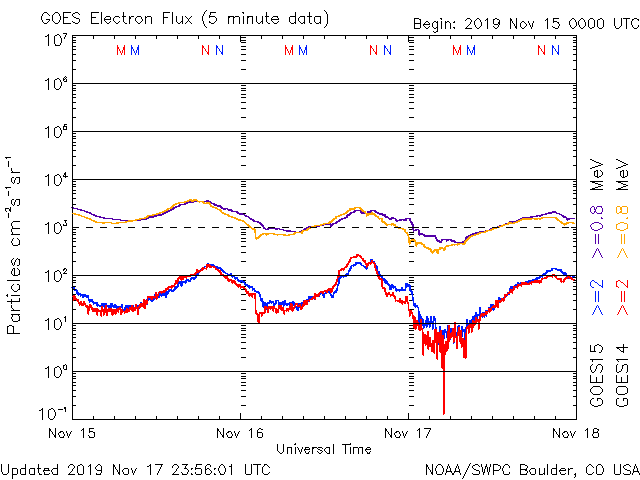 GOES Electron Flux (5 minute data)
Begin: 2019 Nov 15 0000 UTC
M M N N M M N N M M N N
10⁷
10⁶
10⁵
10⁴
10³
10²
10¹
10⁰
10⁻¹
Particles cm⁻²s⁻¹sr⁻¹
Nov 15 Nov 16 Nov 17 Nov 18
Universal Time
GOES15 >=2 >=0.8 MeV
GOES14 >=2 >=0.8 MeV
Updated 2019 Nov 17 23:56:01 UTC
NOAA/SWPC Boulder, CO USA